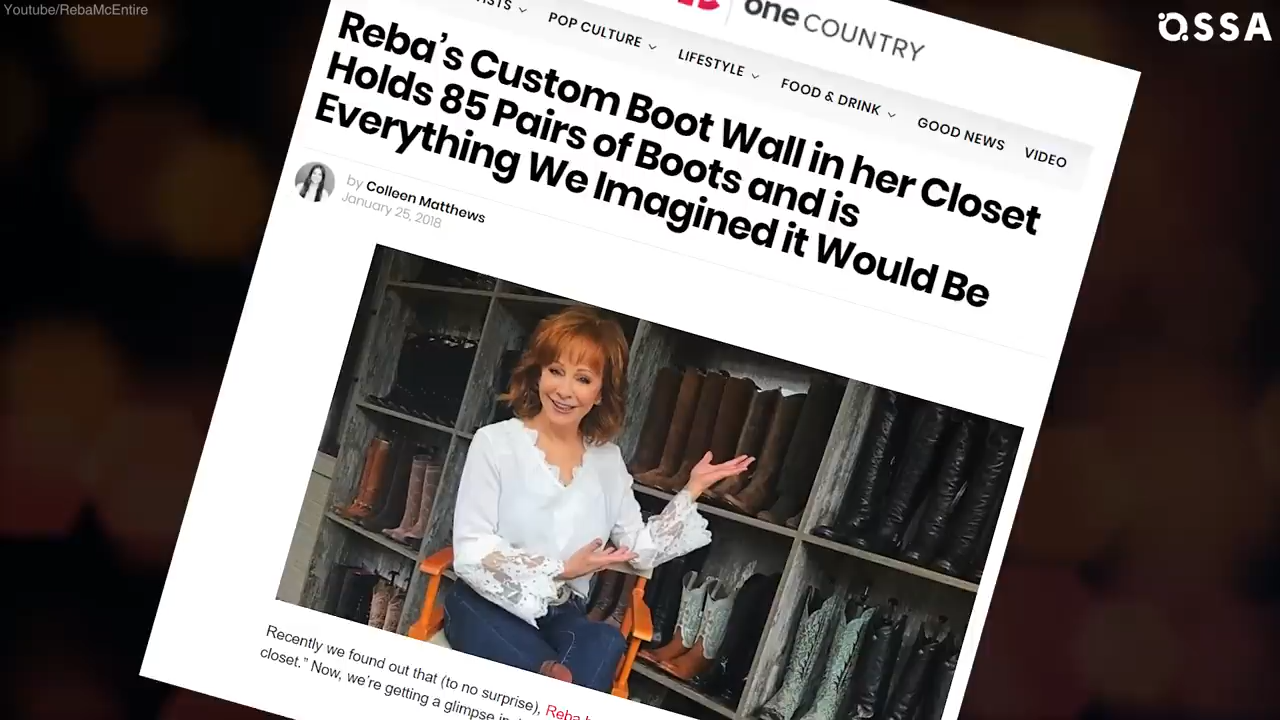 Youtube/RebaMcEntire
OSSA
one COUNTRY
POP CULTURE
LIFESTYLE
FOOD & DRINK
GOOD NEWS
VIDEO
Reba’s Custom Boot Wall in her Closet
Holds 85 Pairs of Boots and is
Everything We Imagined it Would Be
by Colleen Matthews
January 25, 2018
Recently we found out that (to no surprise), Reba
closet.” Now, we’re getting a glimpse